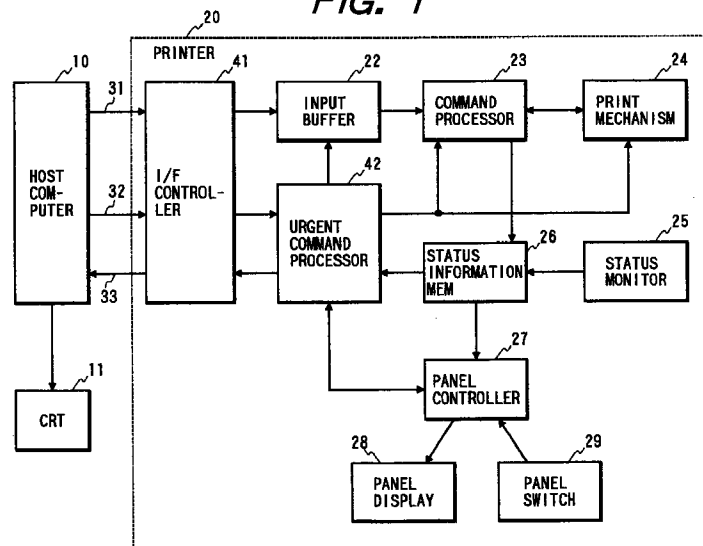 FIG. 1
20
PRINTER
10
41
22
23
24
31
INPUT
BUFFER
COMMAND
PROCESSOR
PRINT
MECHANISM
HOST
COM-
PUTER
I/F
CONTROL-
LER
42
32
URGENT
COMMAND
PROCESSOR
26
25
STATUS
INFORMATION
MEM
STATUS
MONITOR
33
27
11
PANEL
CONTROLLER
CRT
28
29
PANEL
DISPLAY
PANEL
SWITCH